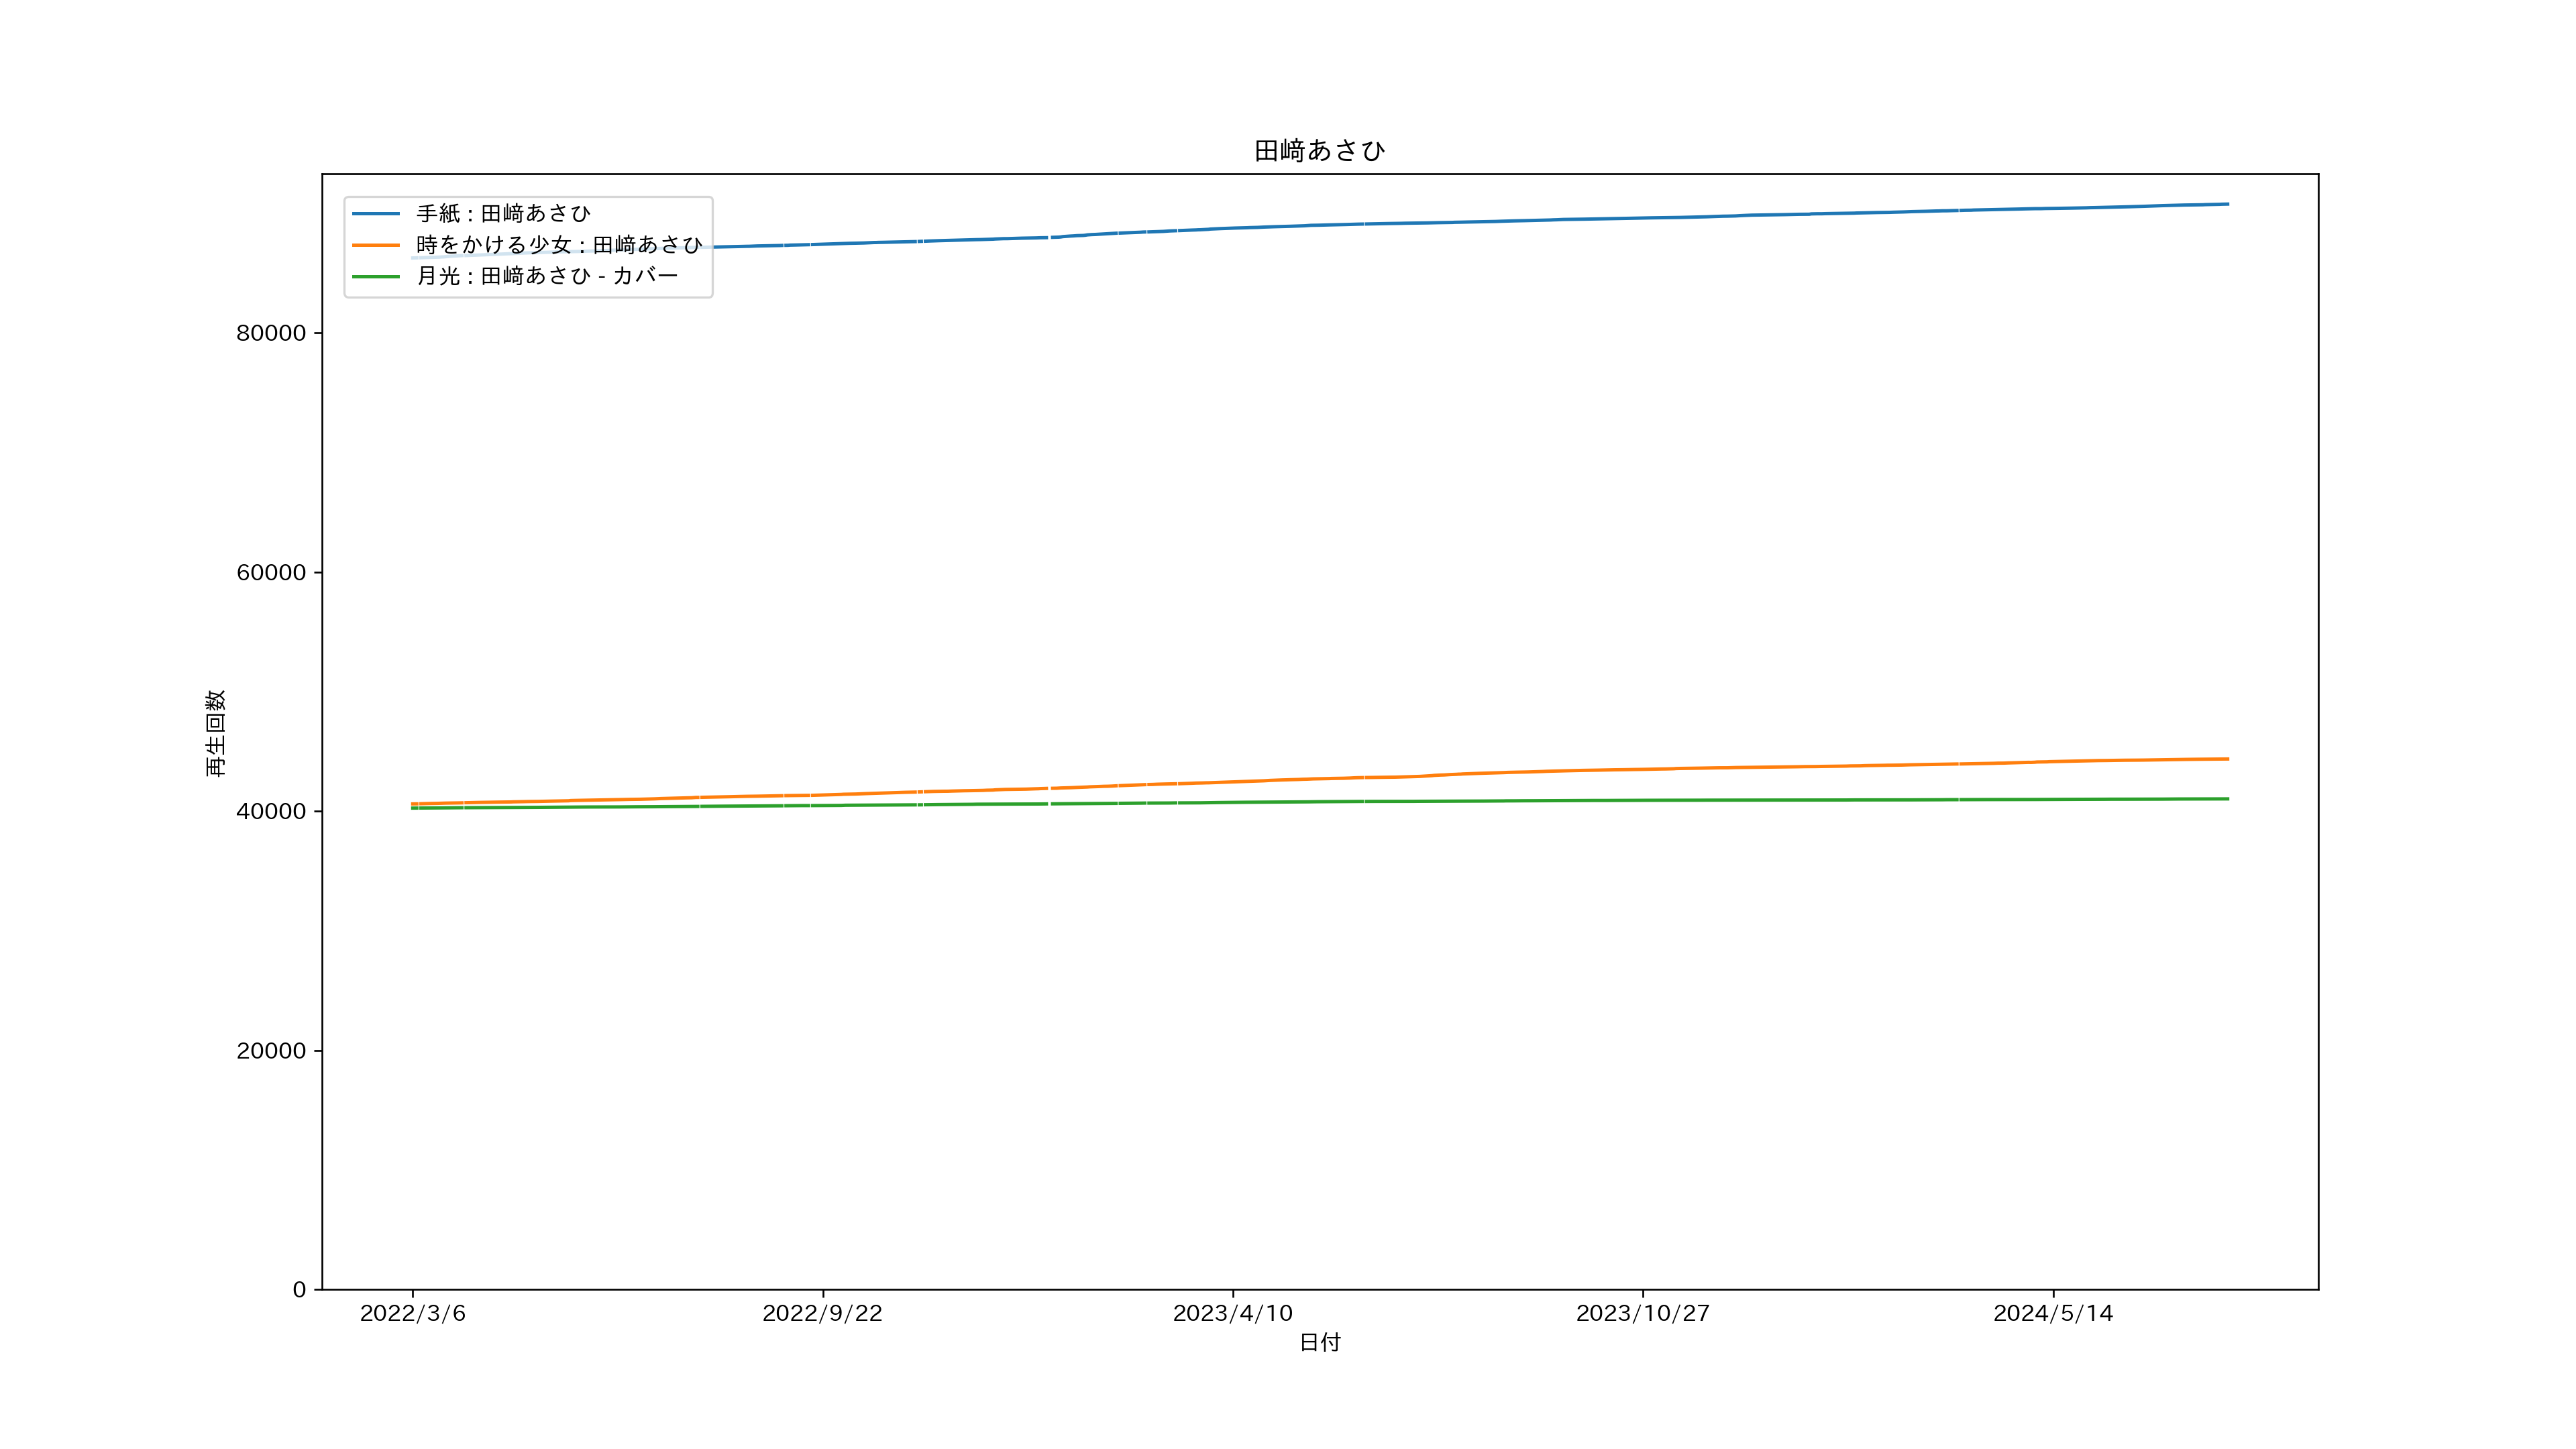 田﨑あさひ
手紙 : 田﨑あさひ
時をかける少女 : 田﨑あさひ
月光 : 田﨑あさひ - カバー
80000
60000
40000
20000
0
再生回数
2022/3/6
2022/9/22
2023/4/10
2023/10/27
2024/5/14
日付